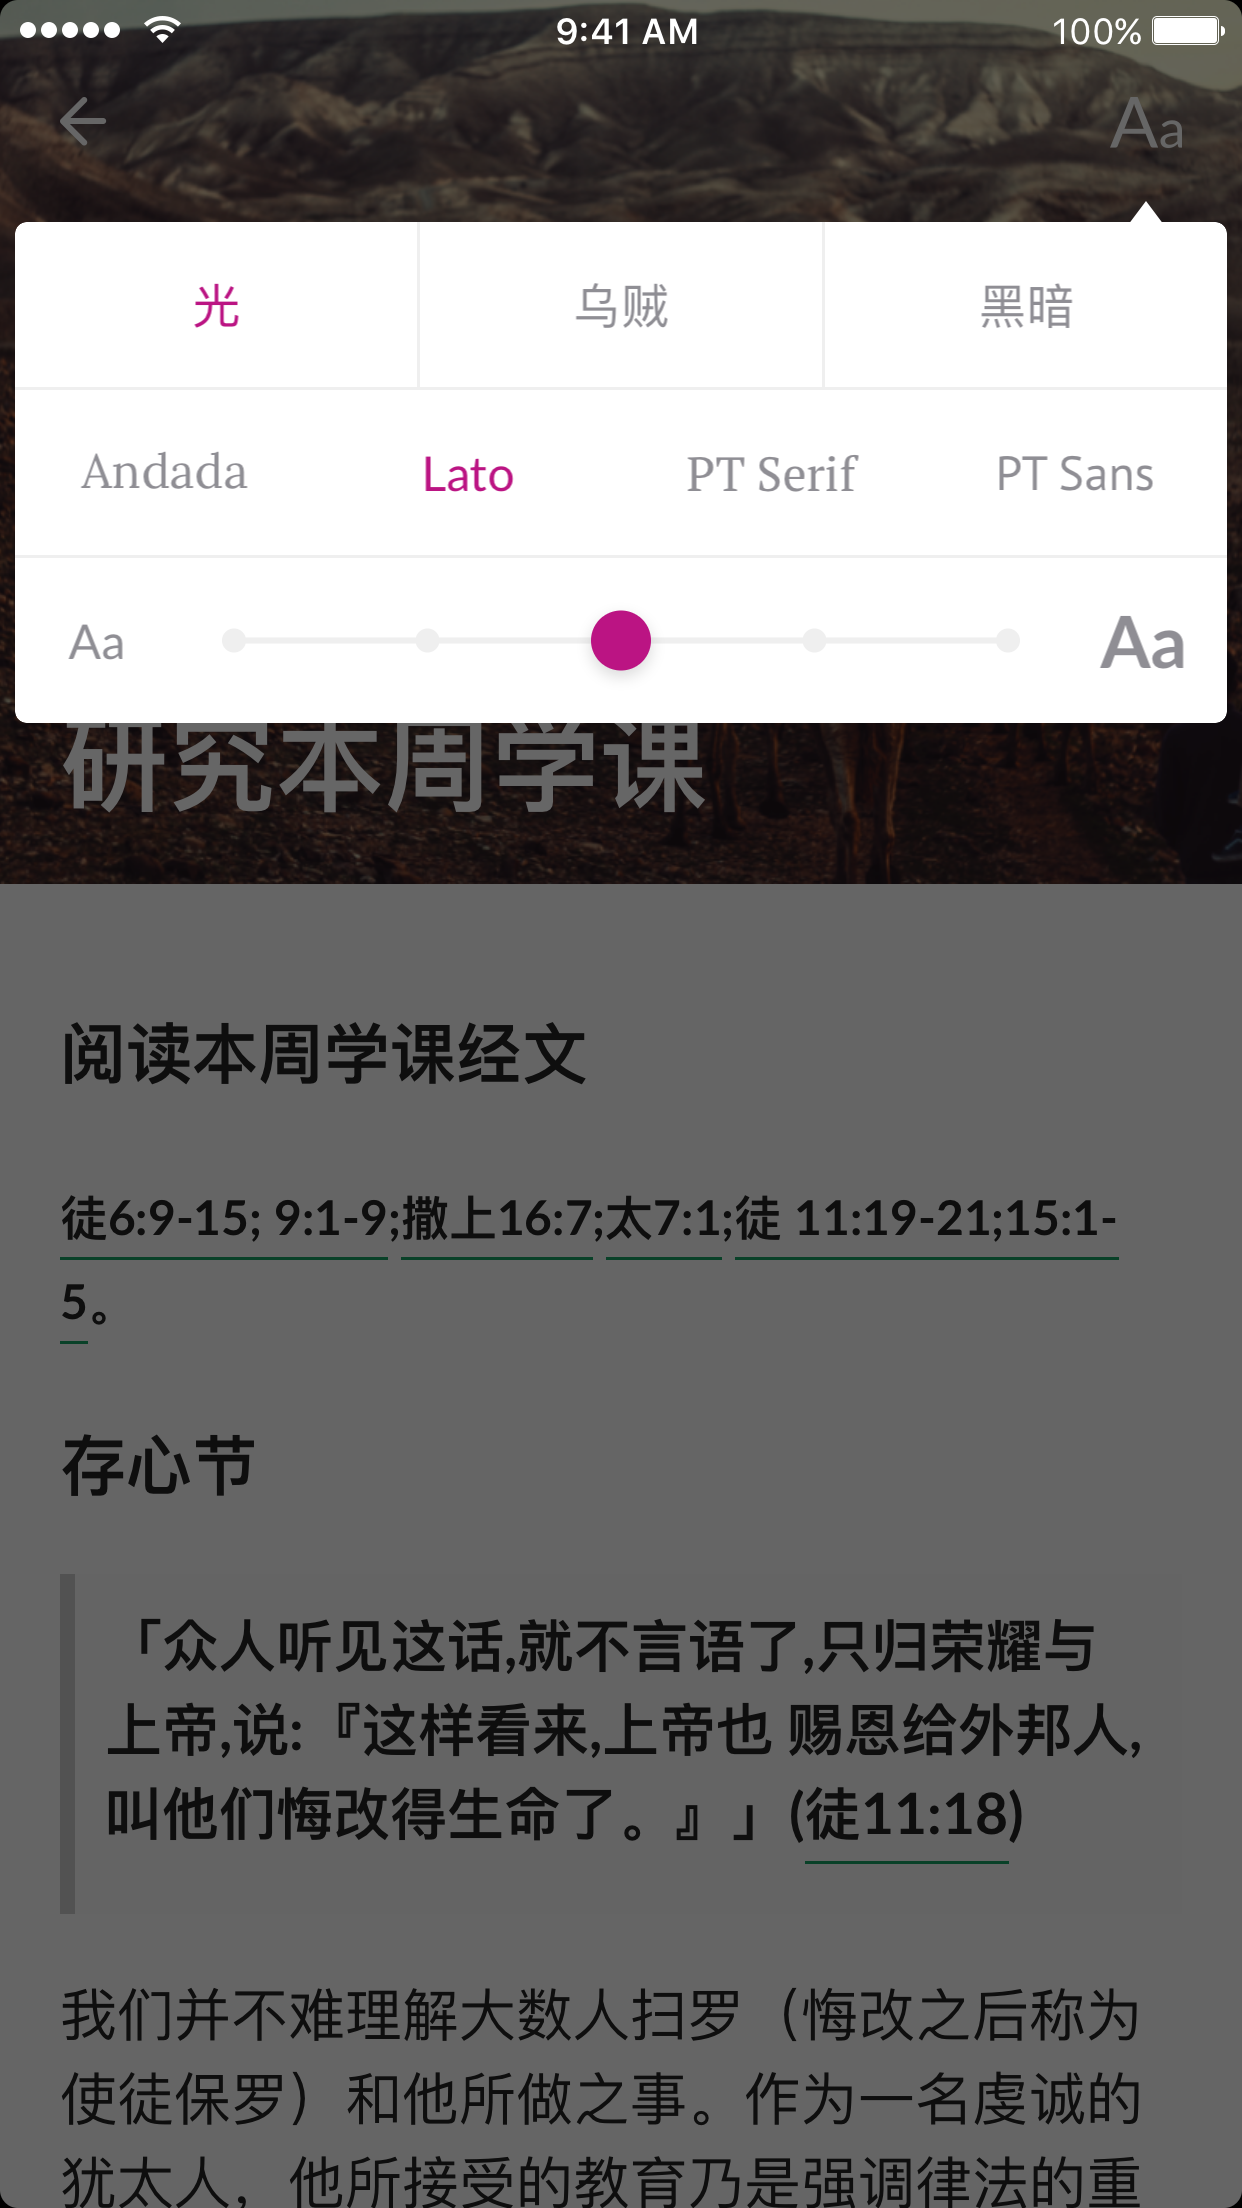 9:41 AM 100%
Aa
光 乌贼 黑暗
Andada Lato PT Serif PT Sans
Aa Aa
研究本周学课
阅读本周学课经文
徒6:9-15; 9:1-9;撒上16:7;太7:1;徒 11:19-21;15:1-
5。
存心节
「众人听见这话,就不言语了,只归荣耀与
上帝,说:『这样看来,上帝也 赐恩给外邦人,
叫他们悔改得生命了。』」(徒11:18)
我们并不难理解大数人扫罗（悔改之后称为
使徒保罗）和他所做之事。作为一名虔诚的
犹太人，他所接受的教育乃是强调律法的重